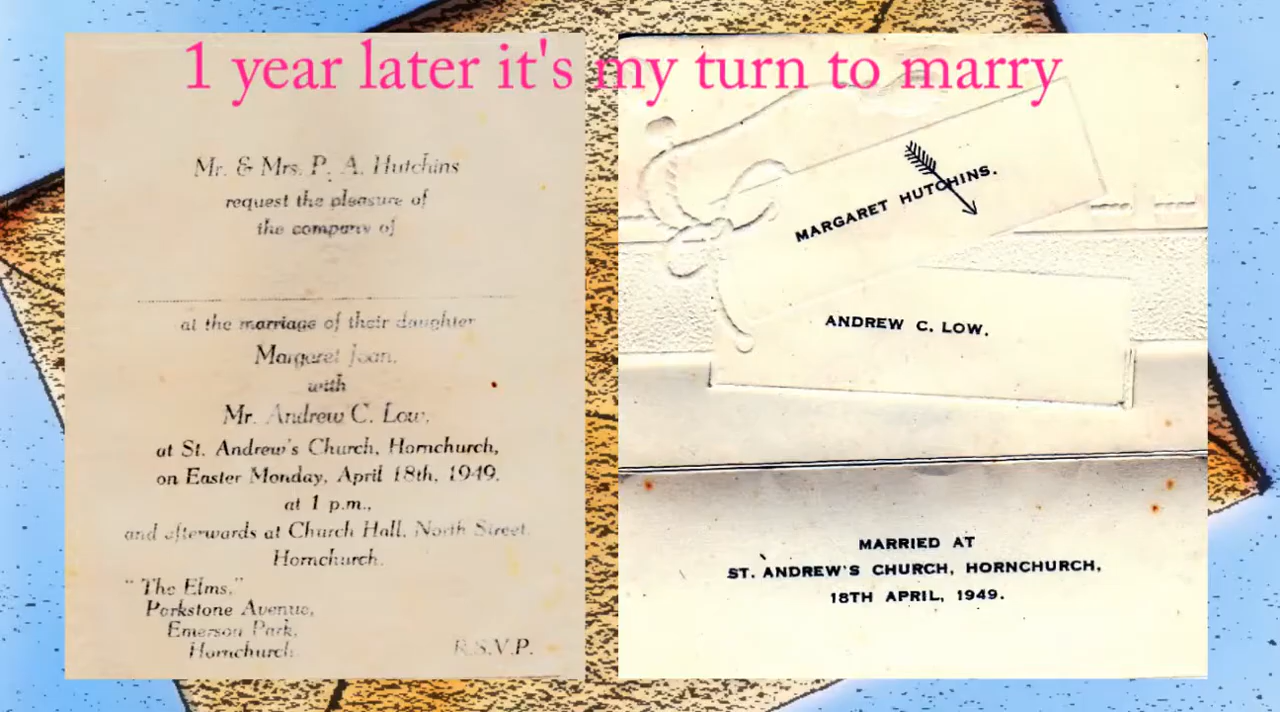 1 year later it's my turn to marry
Mr. & Mrs. P. A. Hutchins
request the pleasure of
the company of
at the marriage of their daughter
Margaret Joan,
with
Mr. Andrew C. Low,
at St. Andrew's Church, Hornchurch,
on Easter Monday, April 18th, 1949,
at 1 p.m.,
and afterwards at Church Hall, North Street,
Hornchurch.
"The Elms,"
Parkstone Avenue,
Emerson Park,
Hornchurch.
R.S.V.P.
MARGARET HUTCHINS.
ANDREW C. LOW.
MARRIED AT
ST. ANDREW'S CHURCH, HORNCHURCH,
18TH APRIL, 1949.